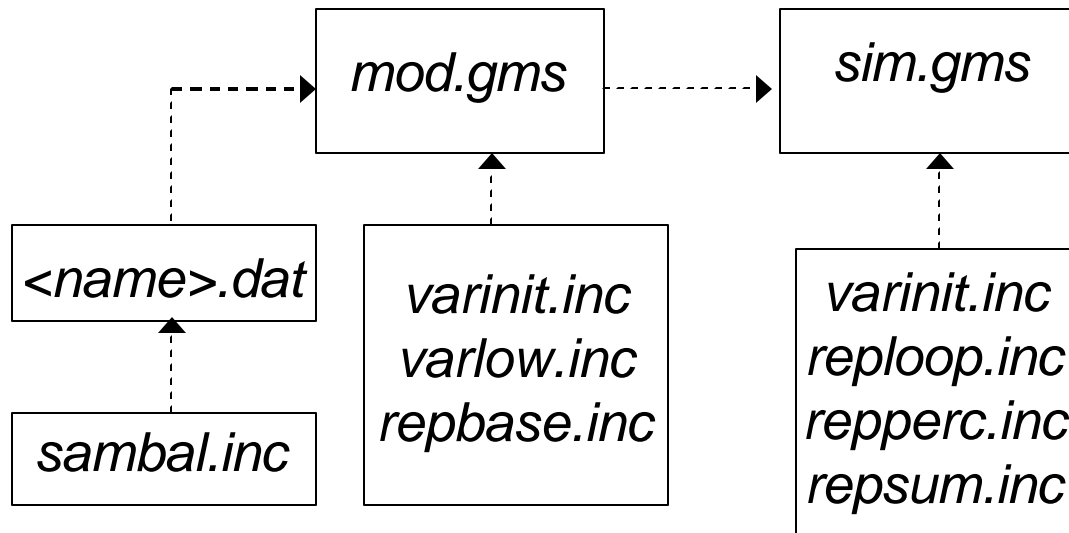 mod.gms
sim.gms
<name>.dat
sambal.inc
varinit.inc
varlow.inc
repbase.inc
varinit.inc
reploop.inc
repperc.inc
repsum.inc